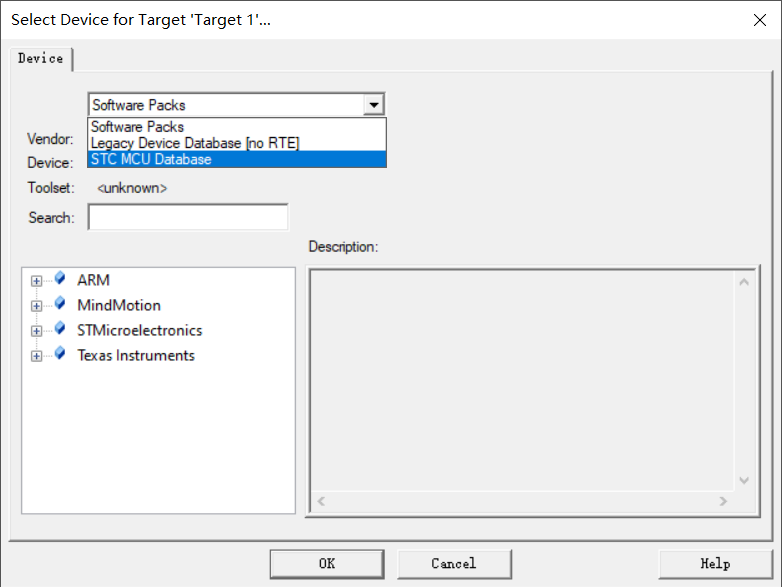 Select Device for Target 'Target 1'...
Device
Software Packs
Software Packs
Legacy Device Database [no RTE]
STC MCU Database
Vendor:
Device:
Toolset: <unknown>
Search:
Description:
ARM
MindMotion
STMicroelectronics
Texas Instruments
OK
Cancel
Help